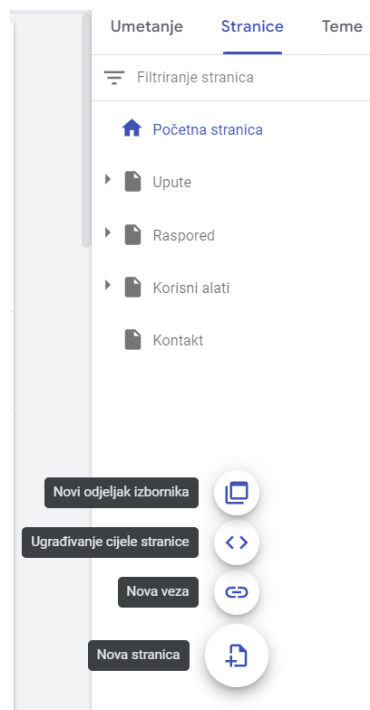 Umetanje Stranice Teme
Filtriranje stranica
Početna stranica
Upute
Raspored
Korisni alati
Kontakt
Novi odjeljak izbornika
Ugrađivanje cijele stranice
Nova veza
Nova stranica